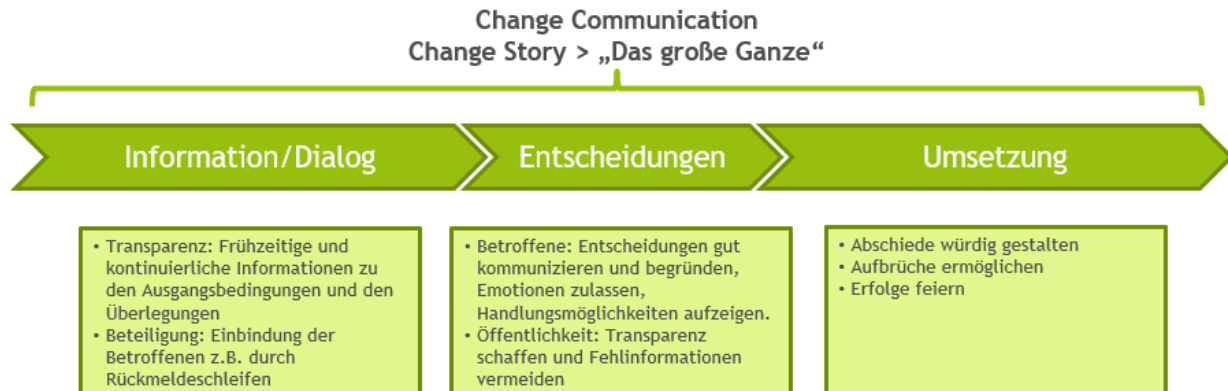 Change Communication
Change Story > „Das große Ganze“
Information/Dialog
Entscheidungen
Umsetzung
• Transparenz: Frühzeitige und
kontinuierliche Informationen zu
den Ausgangsbedingungen und den
Überlegungen
• Beteiligung: Einbindung der
Betroffenen z.B. durch
Rückmeldeschleifen
• Betroffene: Entscheidungen gut
kommunizieren und begründen,
Emotionen zulassen,
Handlungsmöglichkeiten aufzeigen.
• Öffentlichkeit: Transparenz
schaffen und Fehlinformationen
vermeiden
• Abschiede würdig gestalten
• Aufbrüche ermöglichen
• Erfolge feiern